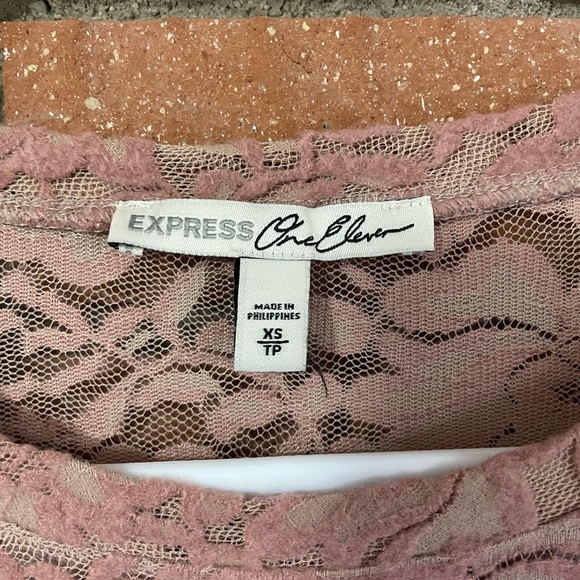 EXPRESS One Eleven
MADE IN
PHILIPPINES
XS
TP